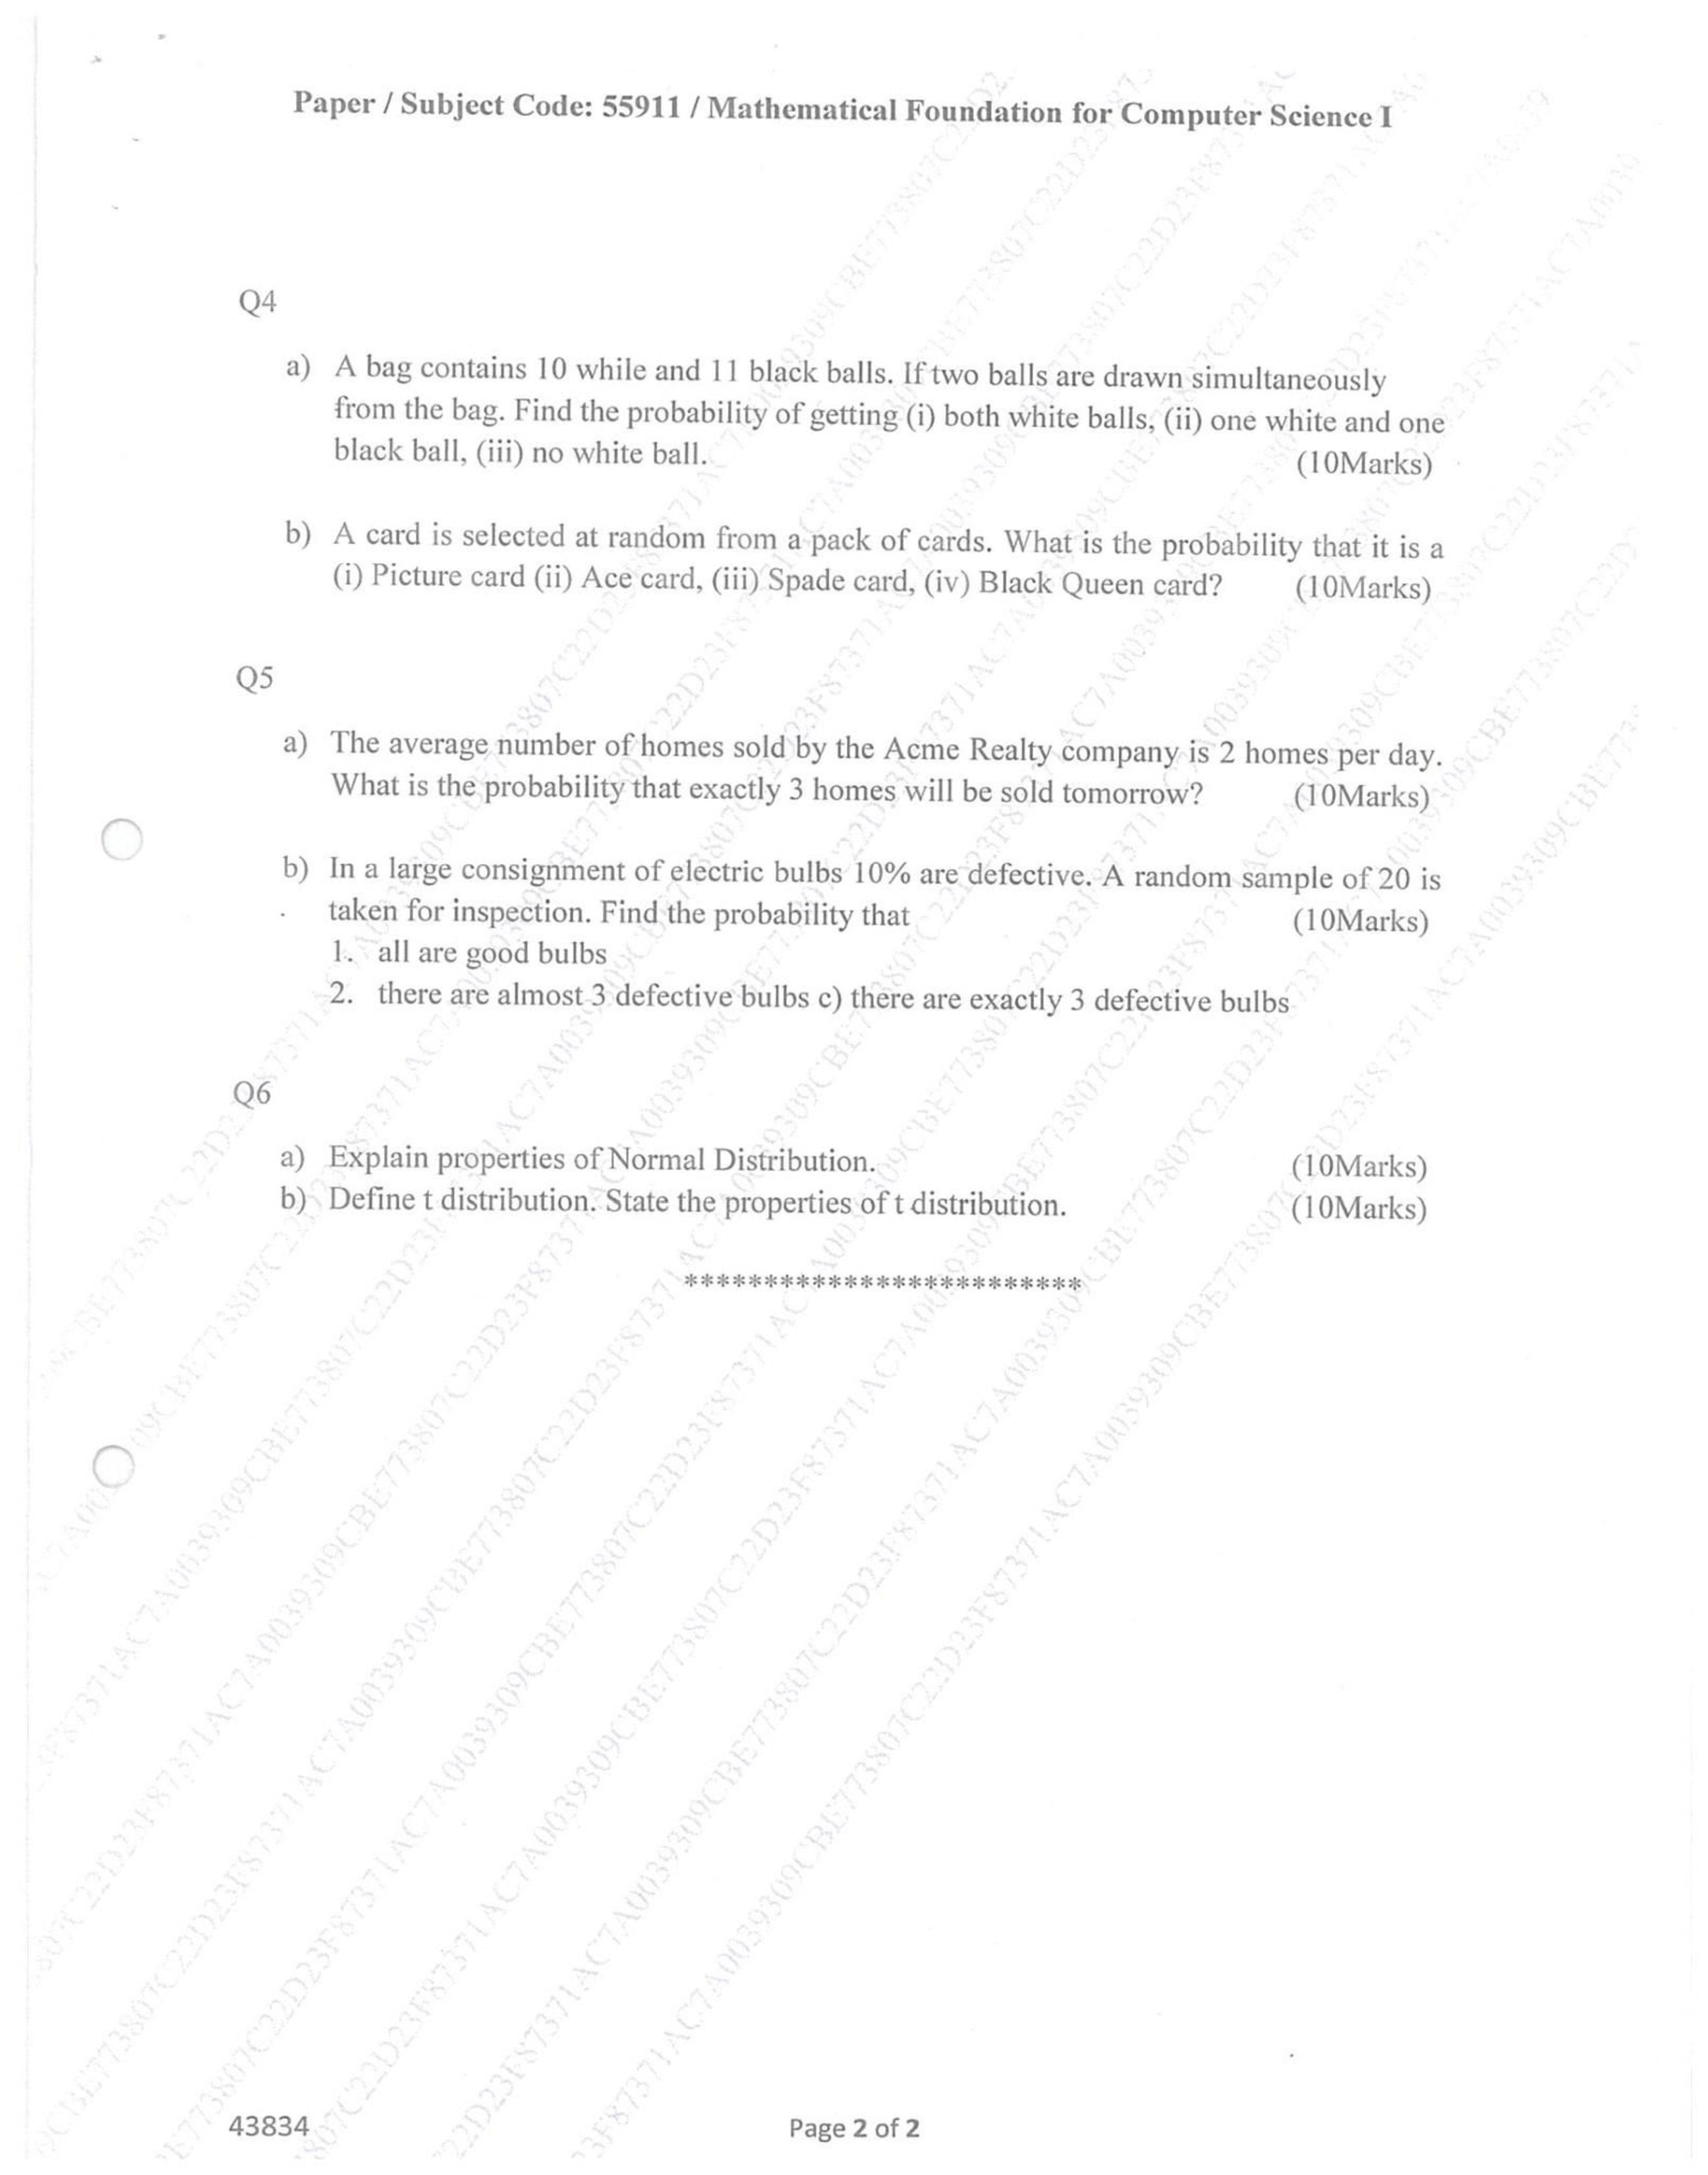 Paper / Subject Code: 55911 / Mathematical Foundation for Computer Science I
Q4
a) A bag contains 10 while and 11 black balls. If two balls are drawn simultaneously
from the bag. Find the probability of getting (i) both white balls, (ii) one white and one
black ball, (iii) no white ball. (10Marks)
b) A card is selected at random from a pack of cards. What is the probability that it is a
(i) Picture card (ii) Ace card, (iii) Spade card, (iv) Black Queen card? (10Marks)
Q5
a) The average number of homes sold by the Acme Realty company is 2 homes per day.
What is the probability that exactly 3 homes will be sold tomorrow? (10Marks)
b) In a large consignment of electric bulbs 10% are defective. A random sample of 20 is
taken for inspection. Find the probability that (10Marks)
1. all are good bulbs
2. there are almost 3 defective bulbs c) there are exactly 3 defective bulbs
Q6
a) Explain properties of Normal Distribution. (10Marks)
b) Define t distribution. State the properties of t distribution. (10Marks)
*************************
43834
Page 2 of 2